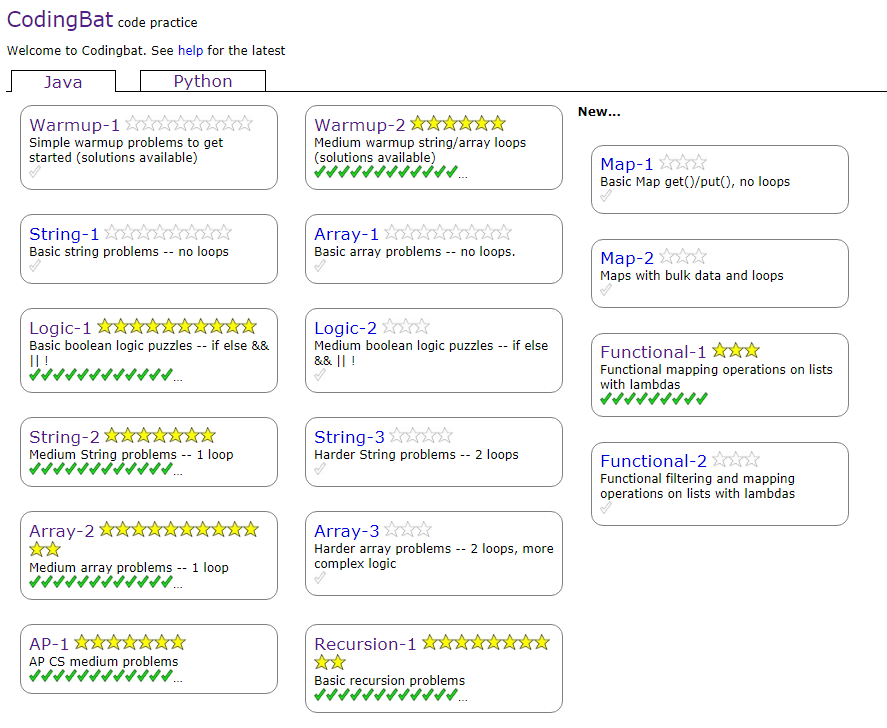 CodingBat code practice
Welcome to Codingbat. See help for the latest
Java
Python
Warmup-1
Simple warmup problems to get
started (solutions available)
Warmup-2
Medium warmup string/array loops
(solutions available)
...
New...
Map-1
Basic Map get()/put(), no loops
String-1
Basic string problems -- no loops
Array-1
Basic array problems -- no loops.
Map-2
Maps with bulk data and loops
Logic-1
Basic boolean logic puzzles -- if else &&
|| !
...
Logic-2
Medium boolean logic puzzles -- if else
&& || !
Functional-1
Functional mapping operations on lists
with lambdas
String-2
Medium String problems -- 1 loop
...
String-3
Harder String problems -- 2 loops
Functional-2
Functional filtering and mapping
operations on lists with lambdas
Array-2
Medium array problems -- 1 loop
...
Array-3
Harder array problems -- 2 loops, more
complex logic
AP-1
AP CS medium problems
...
Recursion-1
Basic recursion problems
...